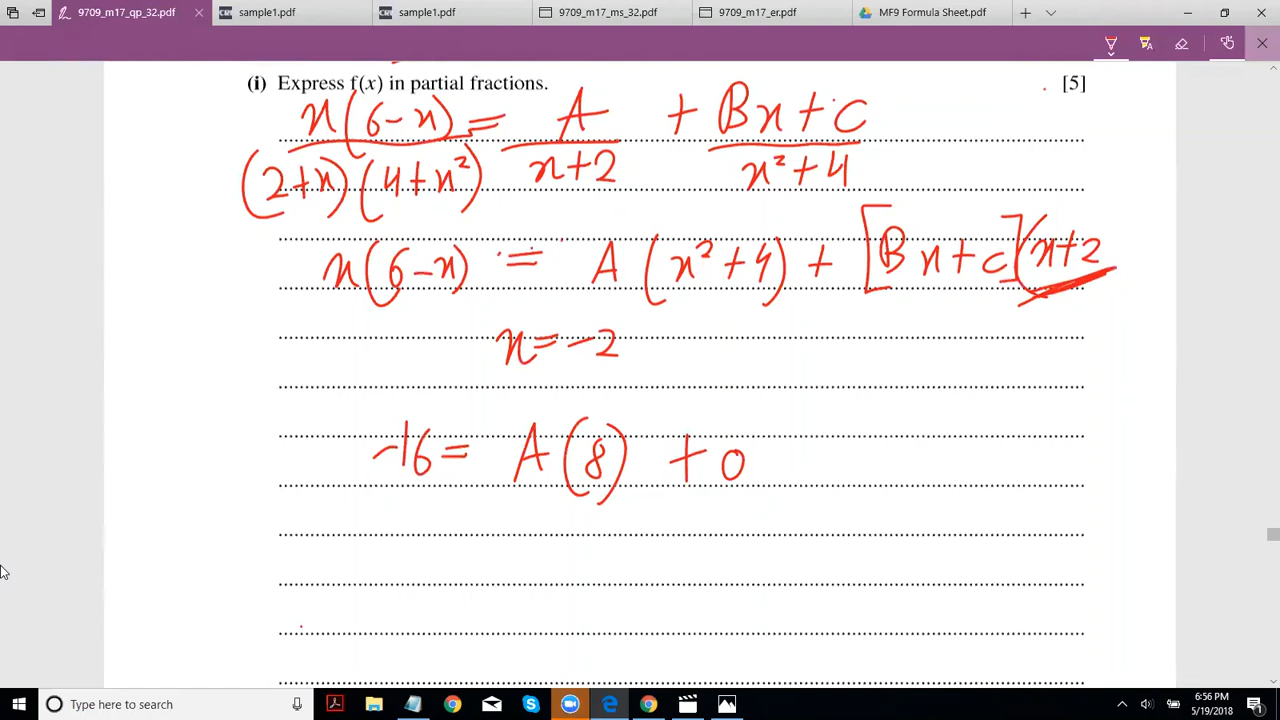 9709_m17_qp_32.pdf sample1.pdf sample1.pdf 9709_m17_ms_32.pdf 9709_m17_er.pdf MF9 Formula Sheet.pdf
(i) Express f(x) in partial fractions. [5]
x(6-x) = A + Bx+C
(2+x)(4+x²) x+2 x²+4
x(6-x) = A(x²+4) + [Bx+C](x+2
x=-2
-16= A(8) +0
Type here to search
6:56 PM
5/19/2018